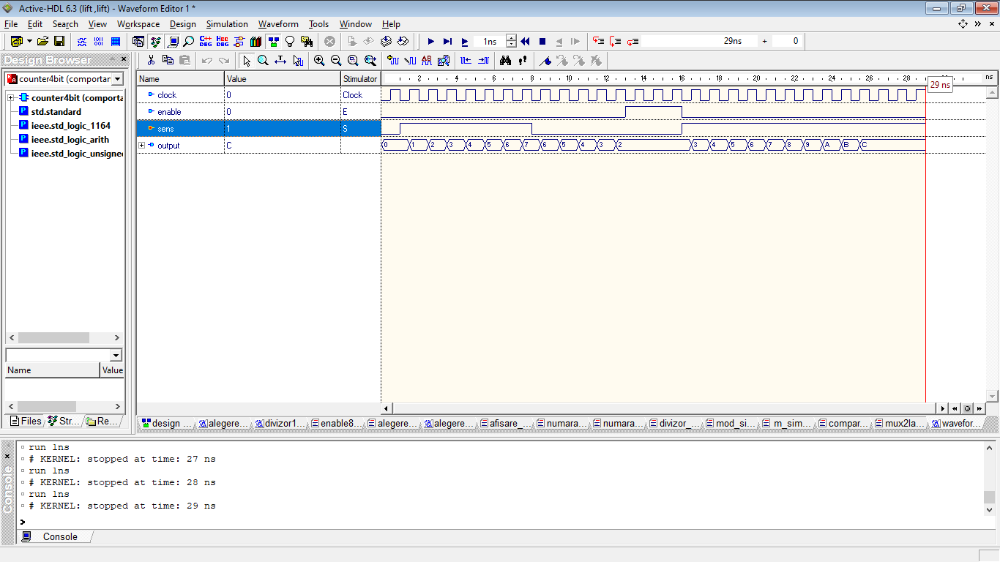 Active-HDL 6.3 (lift ,lift) - Waveform Editor 1 *
File Edit Search View Workspace Design Simulation Waveform Tools Window Help
C++ DBG HDL DBG 1ns 29ns + 0
Design Browser
counter4bit (comportar
counter4bit (comporta
std.standard
ieee.std_logic_1164
ieee.std_logic_arith
ieee.std_logic_unsigned
Name Value
Files Str... Re...
Name Value Stimulator 2 4 6 8 10 12 14 16 18 20 22 24 26 28 ns
29 ns
clock 0 Clock
enable 0 E
sens 1 S
output C 0 1 2 3 4 5 6 7 6 5 4 3 2 3 4 5 6 7 8 9 A B C
design ... alegere... divizor1... enable8... alegere... alegere... afisare_... numara... numara... divizor_... mod_si... m_sim... compar... mux2la... wavefor...
run 1ns
# KERNEL: stopped at time: 27 ns
run 1ns
# KERNEL: stopped at time: 28 ns
run 1ns
# KERNEL: stopped at time: 29 ns
>
Console
Console